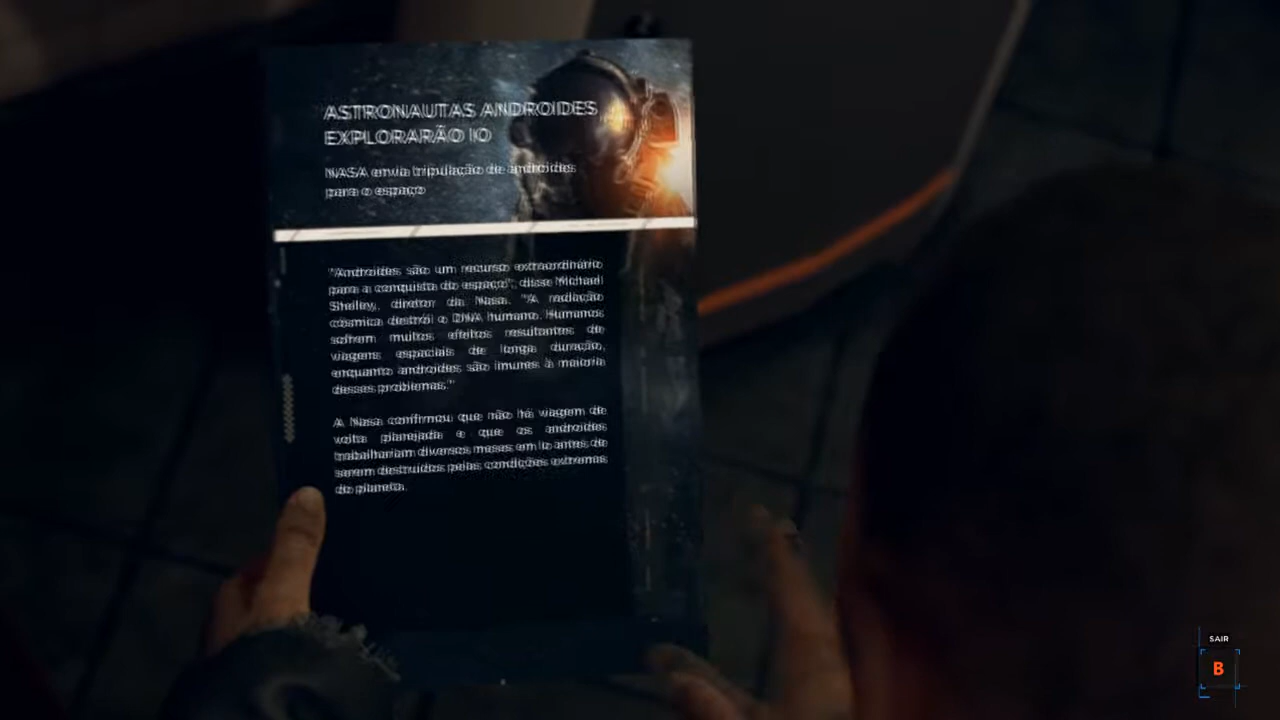 ASTRONAUTAS ANDROIDES
EXPLORARÃO IO
NASA envia tripulação de androides
para o espaço
"Androides são um recurso extraordinário
para a conquista do espaço", disse Michael
Shelley, diretor da Nasa. "A radiação
cósmica destrói o DNA humano. Humanos
sofrem muitos efeitos resultantes de
viagens espaciais de longa duração,
enquanto androides são imunes à maioria
desses problemas."
A Nasa confirmou que não há viagem de
volta planejada e que os androides
trabalhariam diversos meses em Io antes de
serem destruídos pelas condições extremas
do planeta.
SAIR
B